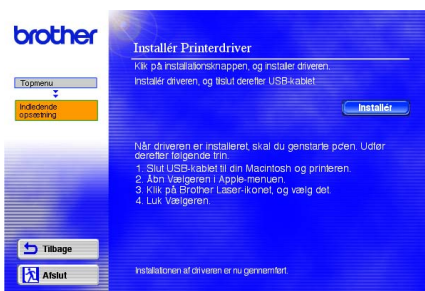 brother
Installér Printerdriver
Klik på installationsknappen, og installer driveren.
Installér driveren, og tilslut derefter USB-kablet
Topmenu
Indledende
opsætning
Installér
Når driveren er installeret, skal du genstarte pc'en. Udfør
derefter følgende trin.
1. Slut USB-kablet til din Macintosh og printeren.
2. Åbn Vælgeren i Apple-menuen.
3. Klik på Brother Laser-ikonet, og vælg det.
4. Luk Vælgeren.
Tilbage
Afslut
Installationen af driveren er nu gennemført.